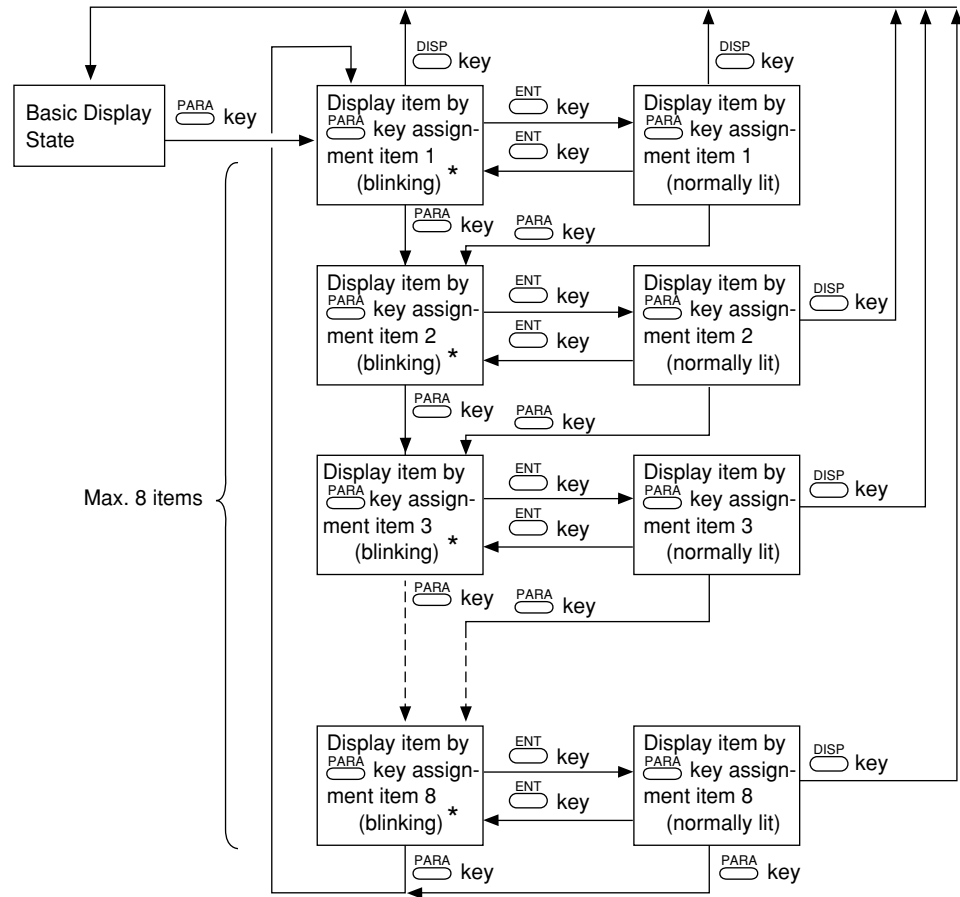 DISP key
DISP key
Basic Display
State
PARA key
Display item by
PARA key assign-
ment item 1
(blinking) *
ENT key
ENT key
Display item by
PARA key assign-
ment item 1
(normally lit)
PARA key
PARA key
Display item by
PARA key assign-
ment item 2
(blinking) *
ENT key
ENT key
Display item by
PARA key assign-
ment item 2
(normally lit)
DISP key
PARA key
PARA key
Max. 8 items
Display item by
PARA key assign-
ment item 3
(blinking) *
ENT key
ENT key
Display item by
PARA key assign-
ment item 3
(normally lit)
DISP key
PARA key
PARA key
Display item by
PARA key assign-
ment item 8
(blinking) *
ENT key
ENT key
Display item by
PARA key assign-
ment item 8
(normally lit)
DISP key
PARA key
PARA key